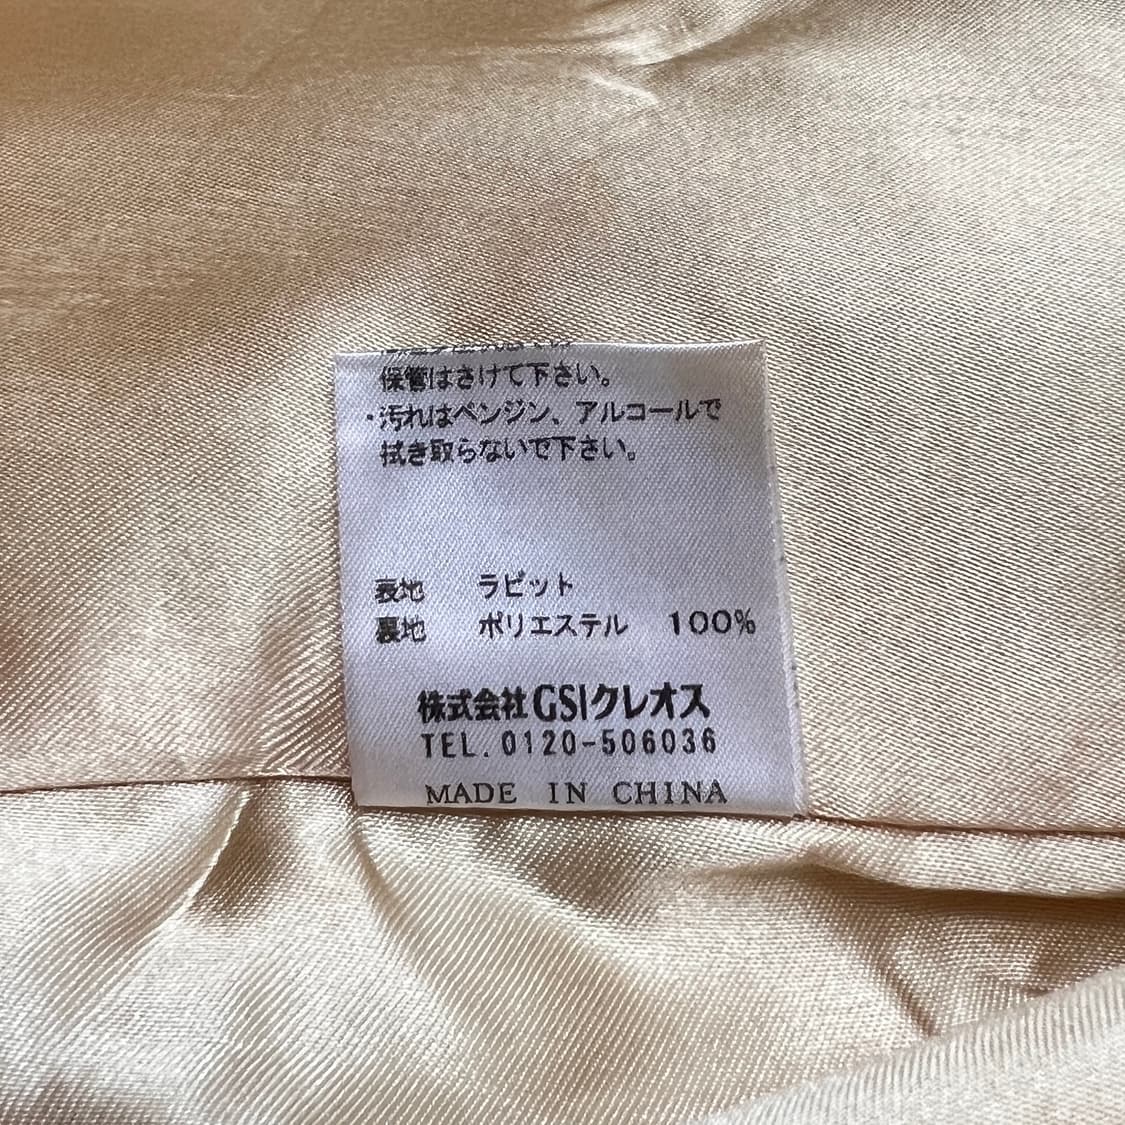 保管はさけて下さい。
・汚れはベンジン、アルコールで
拭き取らないで下さい。
表地 ラビット
裏地 ポリエステル 100%
株式会社GSIクレオス
TEL.0120-506036
MADE IN CHINA